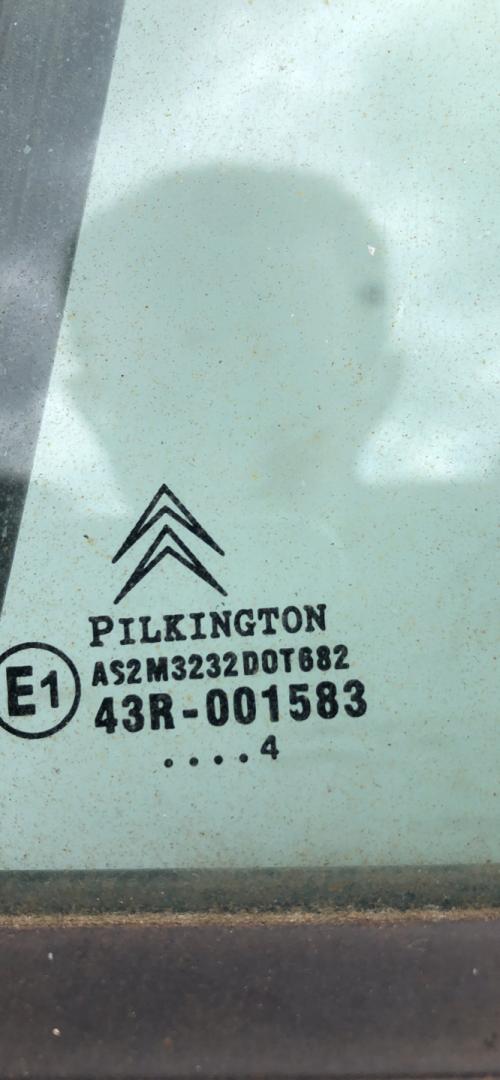 PILKINGTON
AS2M3232DOT682
E1 43R-001583
....4